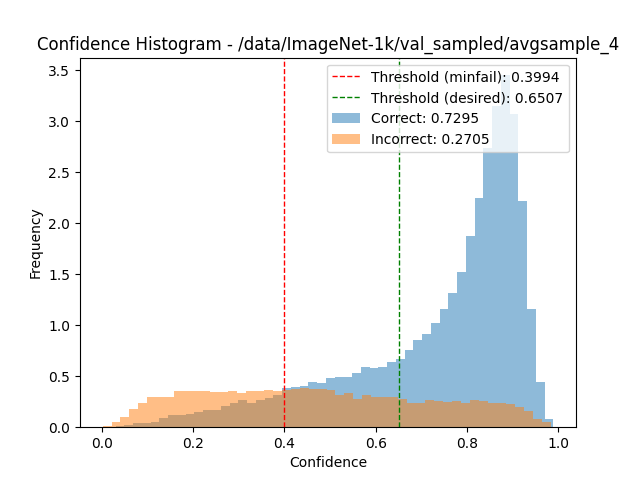 Confidence Histogram - /data/ImageNet-1k/val_sampled/avgsample_4
Threshold (minfail): 0.3994
Threshold (desired): 0.6507
Correct: 0.7295
Incorrect: 0.2705
3.5
3.0
2.5
2.0
1.5
1.0
0.5
0.0
Frequency
0.0 0.2 0.4 0.6 0.8 1.0
Confidence